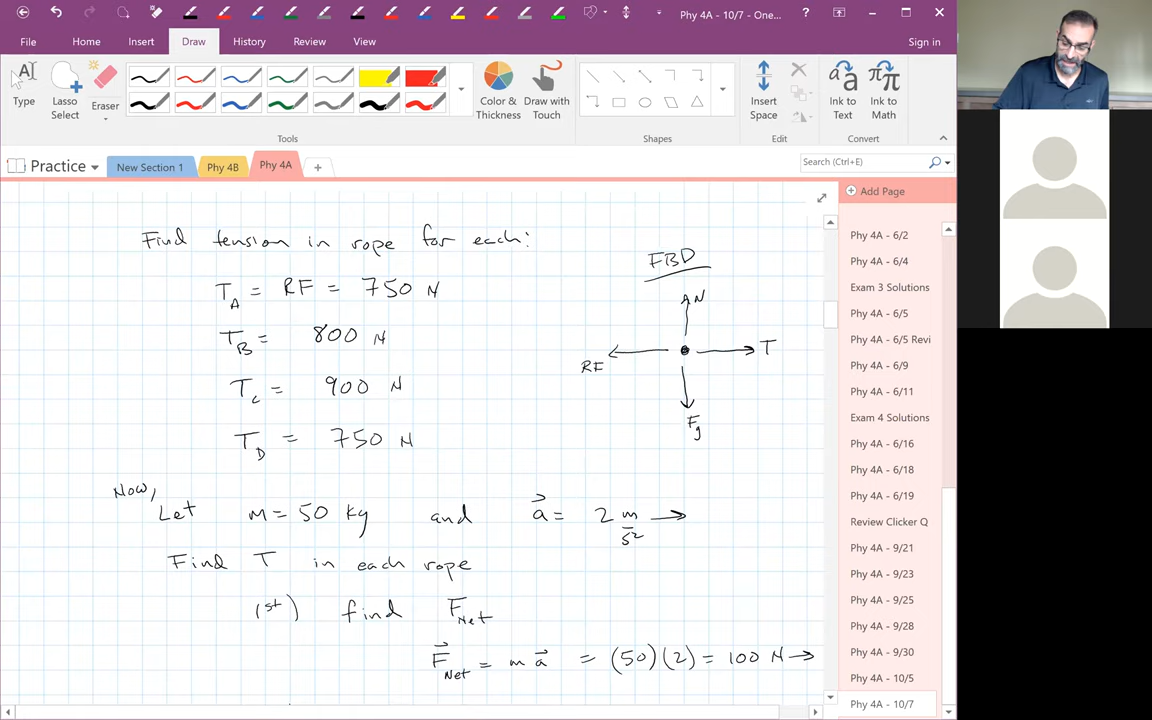 Phy 4A - 10/7 - One...
?
File Home Insert Draw History Review View
Sign in
Type
Lasso Select
Eraser
Color & Thickness
Draw with Touch
Insert Space
Ink to Text
Ink to Math
Tools
Shapes
Edit
Convert
Practice
New Section 1
Phy 4B
Phy 4A
+
Search (Ctrl+E)
Find tension in rope for each:
T_A = RF = 750 N
T_B = 800 N
T_C = 900 N
T_D = 750 N
FBD
N
RF
T
F_g
Now,
Let m = 50 kg and a⃗ = 2 m/s² →
Find T in each rope
1st) find F_Net
F⃗_Net = m a⃗ = (50)(2) = 100 N →
Add Page
Phy 4A - 6/2
Phy 4A - 6/4
Exam 3 Solutions
Phy 4A - 6/5
Phy 4A - 6/5 Revi
Phy 4A - 6/9
Phy 4A - 6/11
Exam 4 Solutions
Phy 4A - 6/16
Phy 4A - 6/18
Phy 4A - 6/19
Review Clicker Q
Phy 4A - 9/21
Phy 4A - 9/23
Phy 4A - 9/25
Phy 4A - 9/28
Phy 4A - 9/30
Phy 4A - 10/5
Phy 4A - 10/7